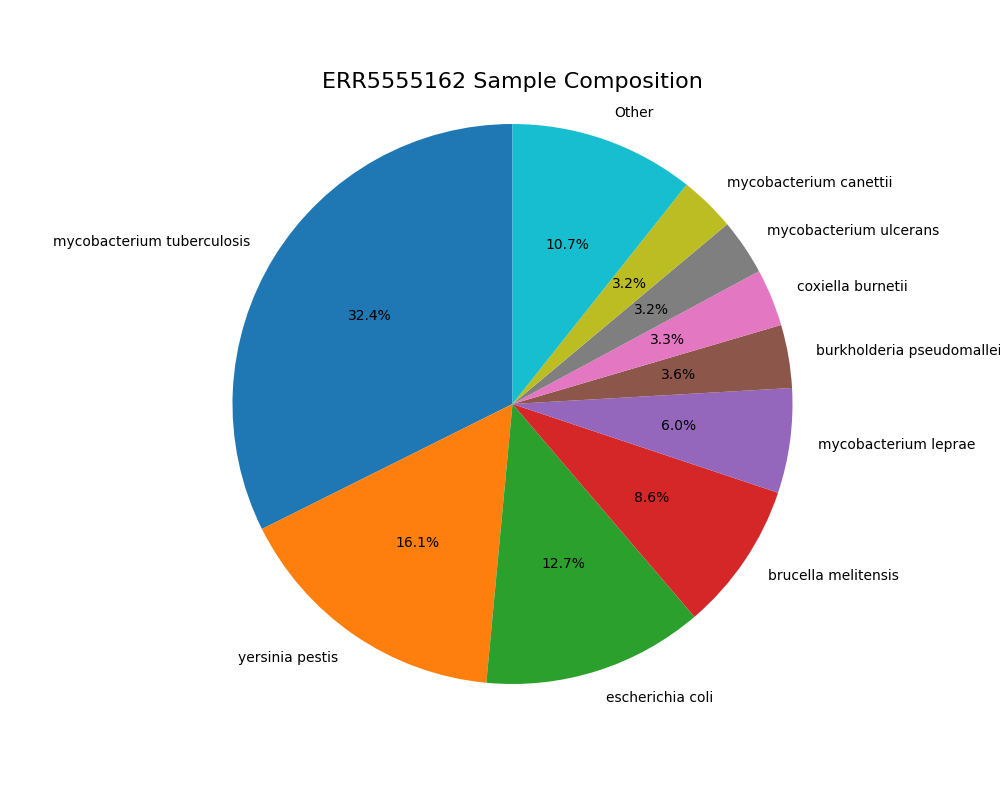 ERR5555162 Sample Composition
Other
mycobacterium canettii
mycobacterium tuberculosis
mycobacterium ulcerans
10.7%
3.2%
coxiella burnetii
32.4%
3.2%
3.3%
burkholderia pseudomallei
3.6%
6.0%
mycobacterium leprae
8.6%
16.1%
12.7%
brucella melitensis
yersinia pestis
escherichia coli